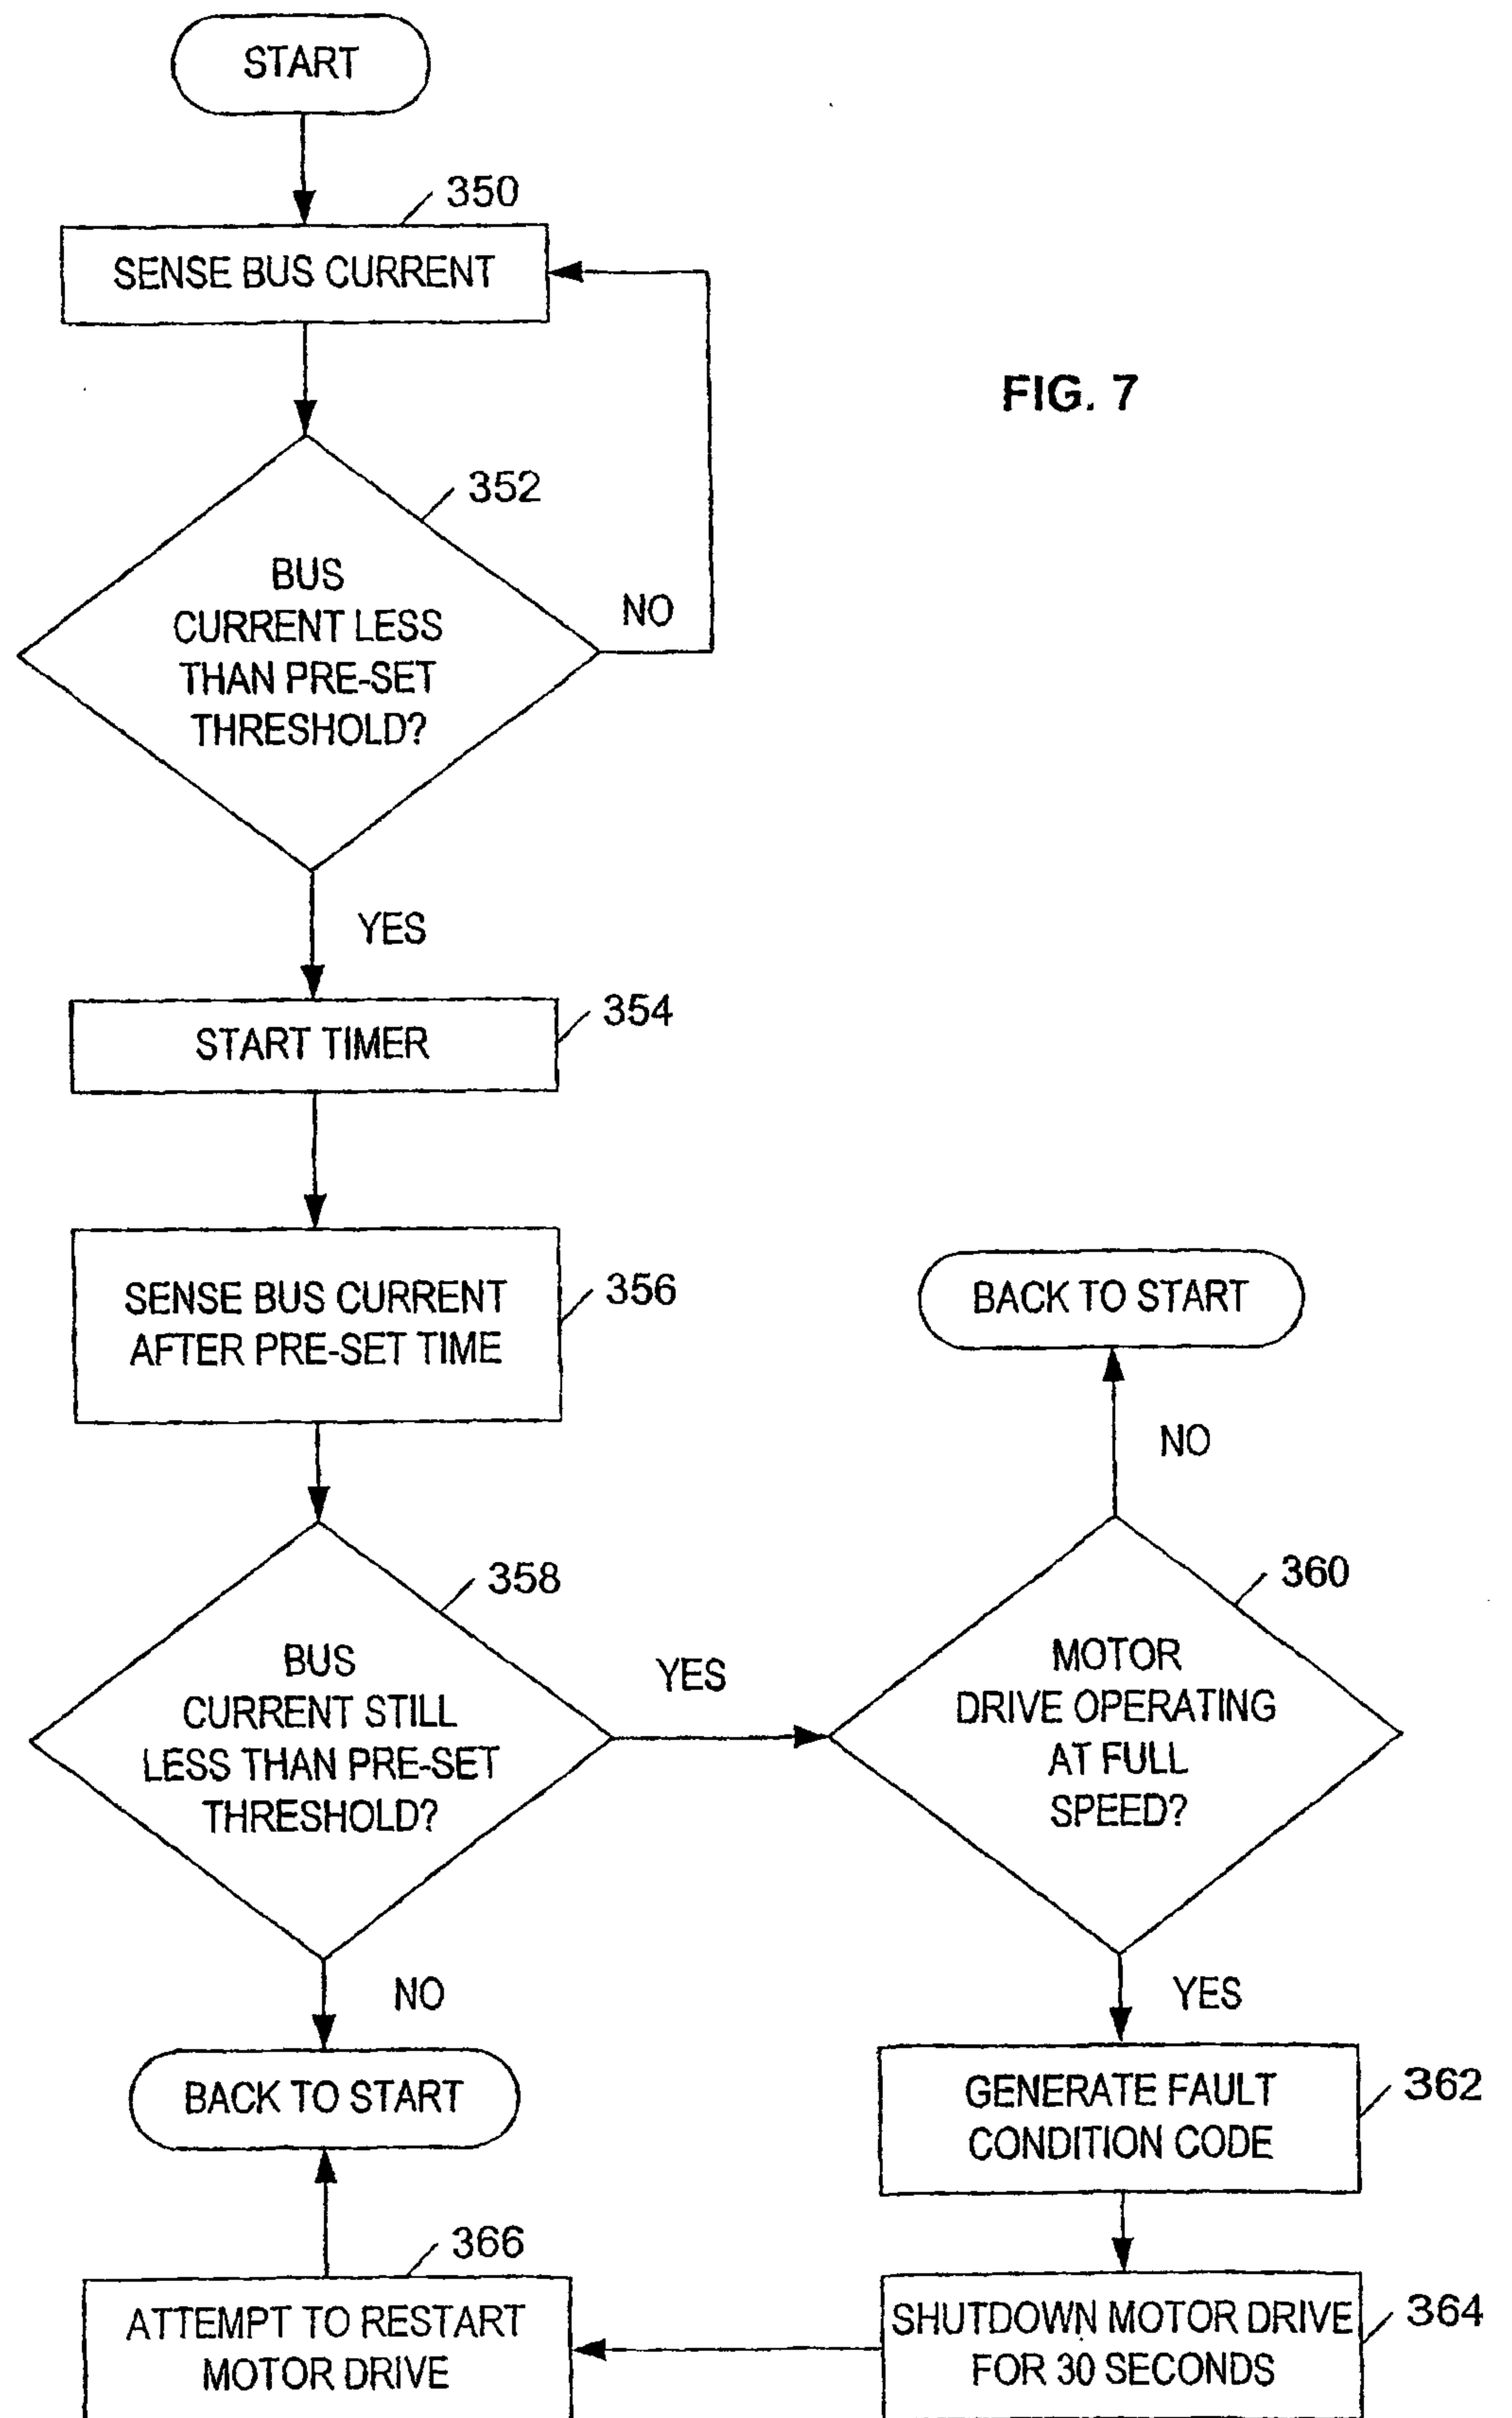 START
350
SENSE BUS CURRENT
FIG. 7
352
BUS
CURRENT LESS
THAN PRE-SET
THRESHOLD?
NO
YES
354
START TIMER
356
SENSE BUS CURRENT
AFTER PRE-SET TIME
358
BUS
CURRENT STILL
LESS THAN PRE-SET
THRESHOLD?
YES
NO
BACK TO START
BACK TO START
NO
360
MOTOR
DRIVE OPERATING
AT FULL
SPEED?
YES
362
GENERATE FAULT
CONDITION CODE
364
SHUTDOWN MOTOR DRIVE
FOR 30 SECONDS
366
ATTEMPT TO RESTART
MOTOR DRIVE